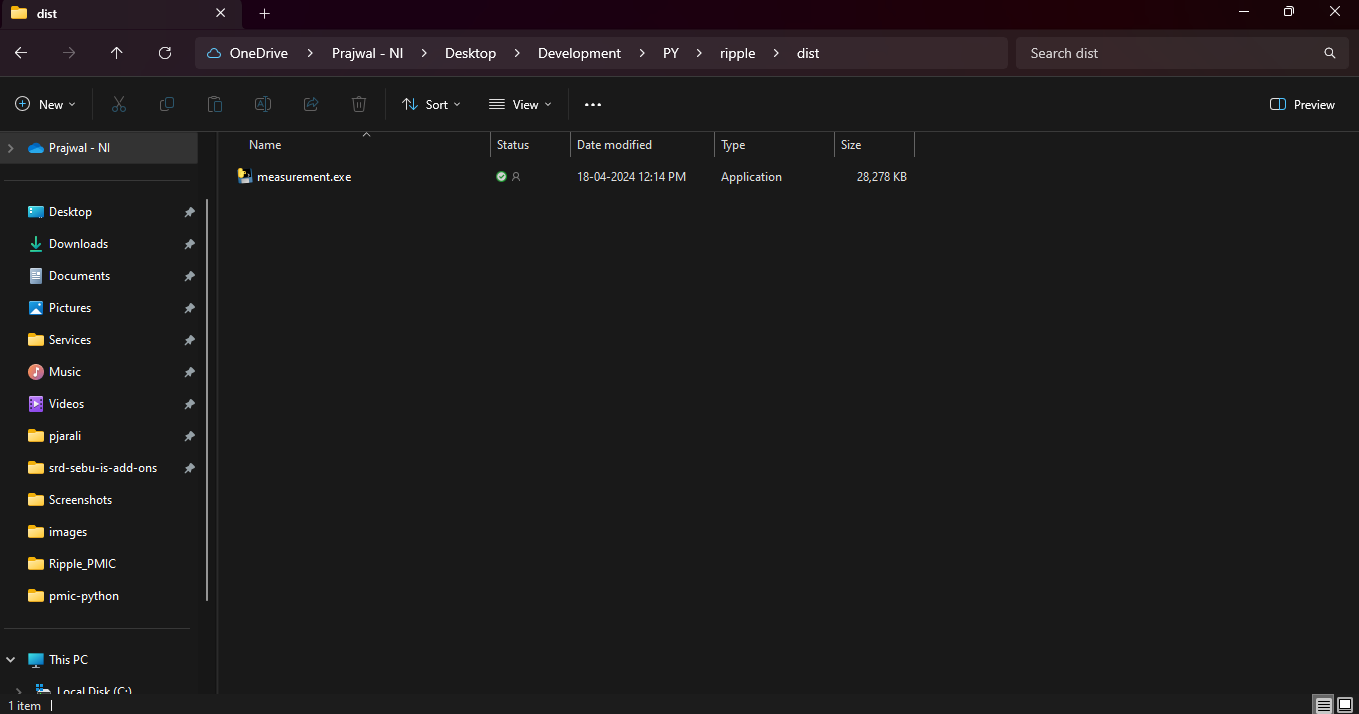 dist
OneDrive > Prajwal - NI > Desktop > Development > PY > ripple > dist
Search dist
New
Sort
View
Preview
Prajwal - NI
Desktop
Downloads
Documents
Pictures
Services
Music
Videos
pjarali
srd-sebu-is-add-ons
Screenshots
images
Ripple_PMIC
pmic-python
This PC
Local Disk (C:)
Name Status Date modified Type Size
measurement.exe 18-04-2024 12:14 PM Application 28,278 KB
1 item